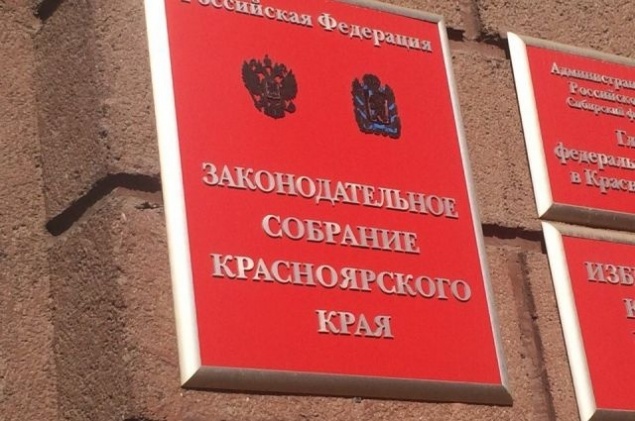 Российская Федерация
ЗАКОНОДАТЕЛЬНОЕ
СОБРАНИЕ
КРАСНОЯРСКОГО
КРАЯ
в